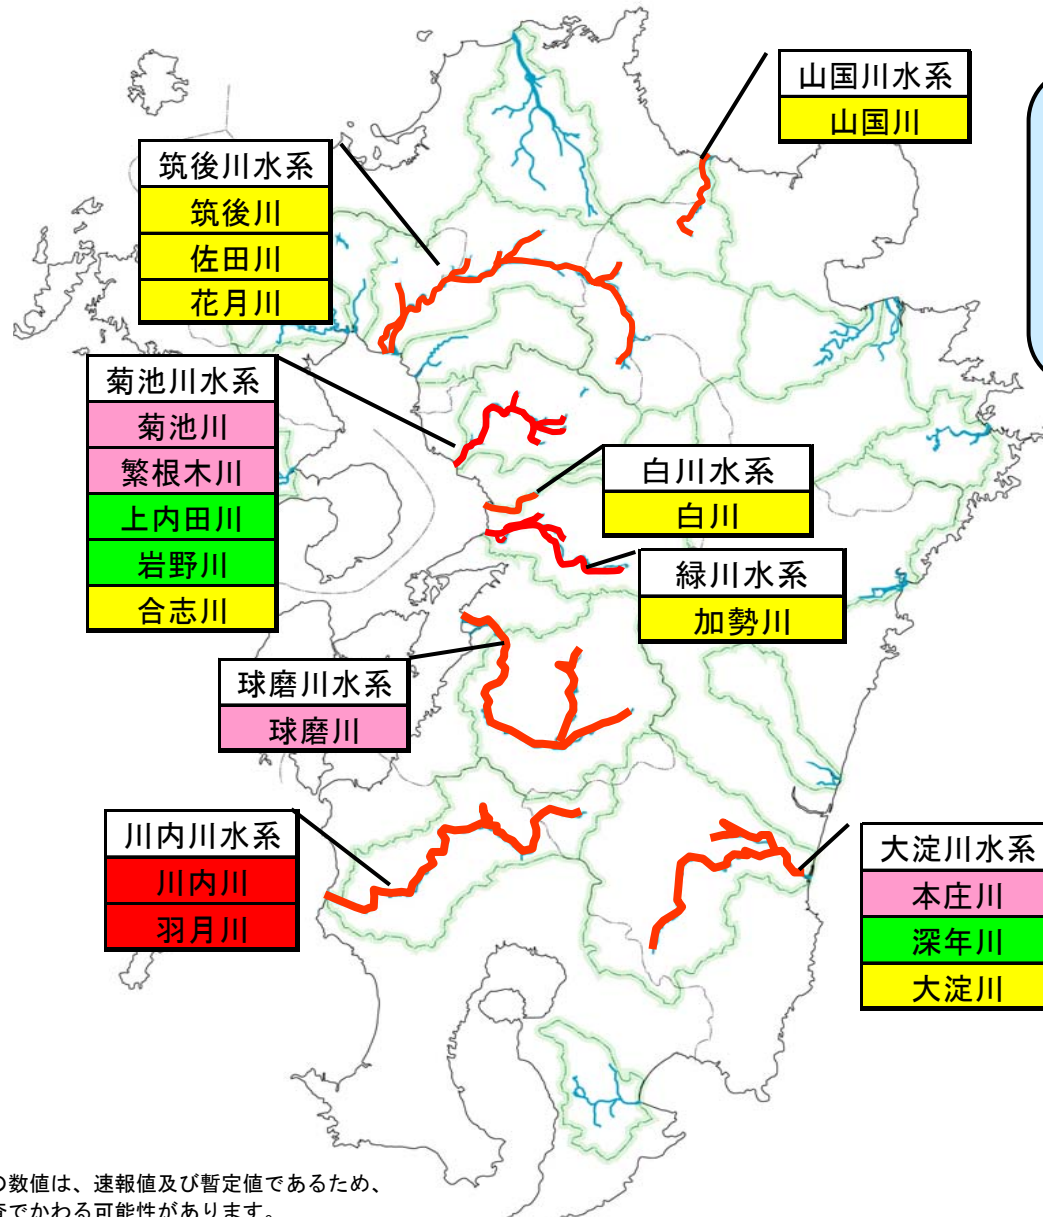 山国川水系
山国川
筑後川水系
筑後川
佐田川
花月川
菊池川水系
菊池川
繁根木川
上内田川
岩野川
合志川
白川水系
白川
緑川水系
加勢川
球磨川水系
球磨川
川内川水系
川内川
羽月川
大淀川水系
本庄川
深年川
大淀川
の数値は、速報値及び暫定値であるため、
査でかわる可能性があります。